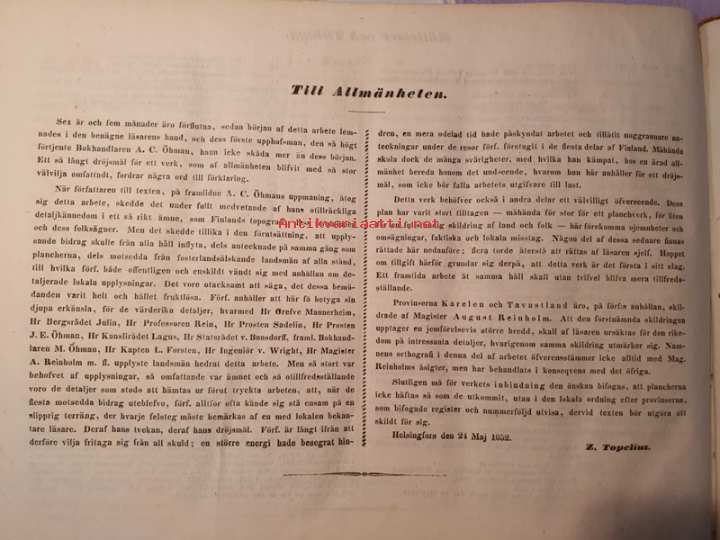 Till Allmänheten.
Sex år och fem månader äro förflutna, sedan början af detta arbete lem-
nades i den benägne läsarens hand, och dess förste upphofsman, den så högt
förtjente Bokhandlaren A. C. Öhman, hann icke skåda mer än dess början.
Ett så långt dröjsmål för ett verk, som af allmänheten blifvit med så stor
välvilja omfattadt, fordrar några ord till förklaring.
När författaren till texten, på framlidne A. C. Öhmans uppmaning, åtog
sig detta arbete, skedde det under fullt medvetande af hans otillräckliga
detaljkännedom i ett så rikt ämne, som Finlands topografi
och dess folksägner. Men det skedde tillika i den förutsättning, att upply-
sande bidrag skulle från alla håll inflyta, dels antecknade på samma gång som
plancherna, dels motsedda från fosterlandsälskande landsmän af alla stånd,
till hvilka förf. både offentligen och enskildt vändt sig med anhållan om de-
taljerade lokala upplysningar. Det vore otacksamt att säga, det dessa bemö-
danden varit helt och hållet fruktlösa. Förf. anhåller att här få betyga sin
djupa erkänsla, för de värderika detaljer, hvarmed Hr Grefve Mannerheim,
Hr Bergsrådet Julin, Hr Professoren Rein, Hr Prosten Sadelin, Hr Prosten
J. E. Öhman, Hr Kanslirådet Lagus, Hr Statsrådet v. Bonsdorff, framl. Bokhand-
laren M. Öhman, Hr Kapten L. Forsten, Hr Ingeniör v. Wright, Hr Magister
A. Reinholm m. fl. upplyste landsmän hedrat detta arbete. Men så stort var
behofvet af upplysningar, så omfattande var ämnet och så otillfredsställande
voro de detaljer som stodo att hämtas ur förut tryckta arbeten, att, när de
flesta motsedda bidrag uteblefvo, förf. alltför ofta kände sig stå ensam på en
slipprig terräng, der hvarje felsteg måste bemärkas af en med lokalen bekan-
tare läsare. Deraf hans tvekan, deraf hans dröjsmål. Förf. är långt ifrån att
derföre vilja fritaga sig från all skuld; en större energi hade besegrat hin-
dren, en mera odelad tid hade påskyndat arbetet och tillåtit noggrannare an-
teckningar under de resor förf. företagit i de flesta delar af Finland. Måhända
skola dock de många svårigheter, med hvilka han kämpat, hos en ärad all-
mänhet bereda honom det undseende, hvarom han här anhåller för ett dröjs-
mål, som icke bör falla arbetets utgifvare till last.
Detta verk behöfver också i andra delar ett välvilligt öfverseende. Dess
plan har varit stort tilltagen — måhända för stor för ett planchverk, för liten
skildring af land och folk — här förekomma ojemnheter och
omsägningar, faktiska och lokala misstag. Någon del af dessa sednare finnas
rättade här nedanföre; flera torde återstå att rättas af läsaren sjelf. Hoppet
om tillgift härför grundar sig derpå, att detta verk är det första i sitt slag.
Ett framtida arbete åt samma håll skall utan tvifvel blifva mera tillfreds-
ställande.
Provinserna Karelen och Tavastland äro, på förfis anhållan, skil-
drade af Magister August Reinholm. Att den förstnämnda skildringen
upptager en jemförelsevis större bredd, skall af läsaren ursäktas för den rike-
dom på intressanta detaljer, hvarigenom samma skildring utmärker sig. Nam-
nens orthografi i denna del af arbetet öfverensstämmer icke alltid med Mag.
Reinholms åsigter, men har behandlats i konseqvens med det öfriga.
Slutligen må för verkets inbindning den önskan bifogas, att plancherna
icke häftas så som de utkommit, utan i den lokala ordning efter provinserna,
som bifogade register och nummerföljd utvisa, dervid texten bör utgöra ett
skildt för sig.
Helsingfors den 24 Maj 1852.
Z. Topelius.